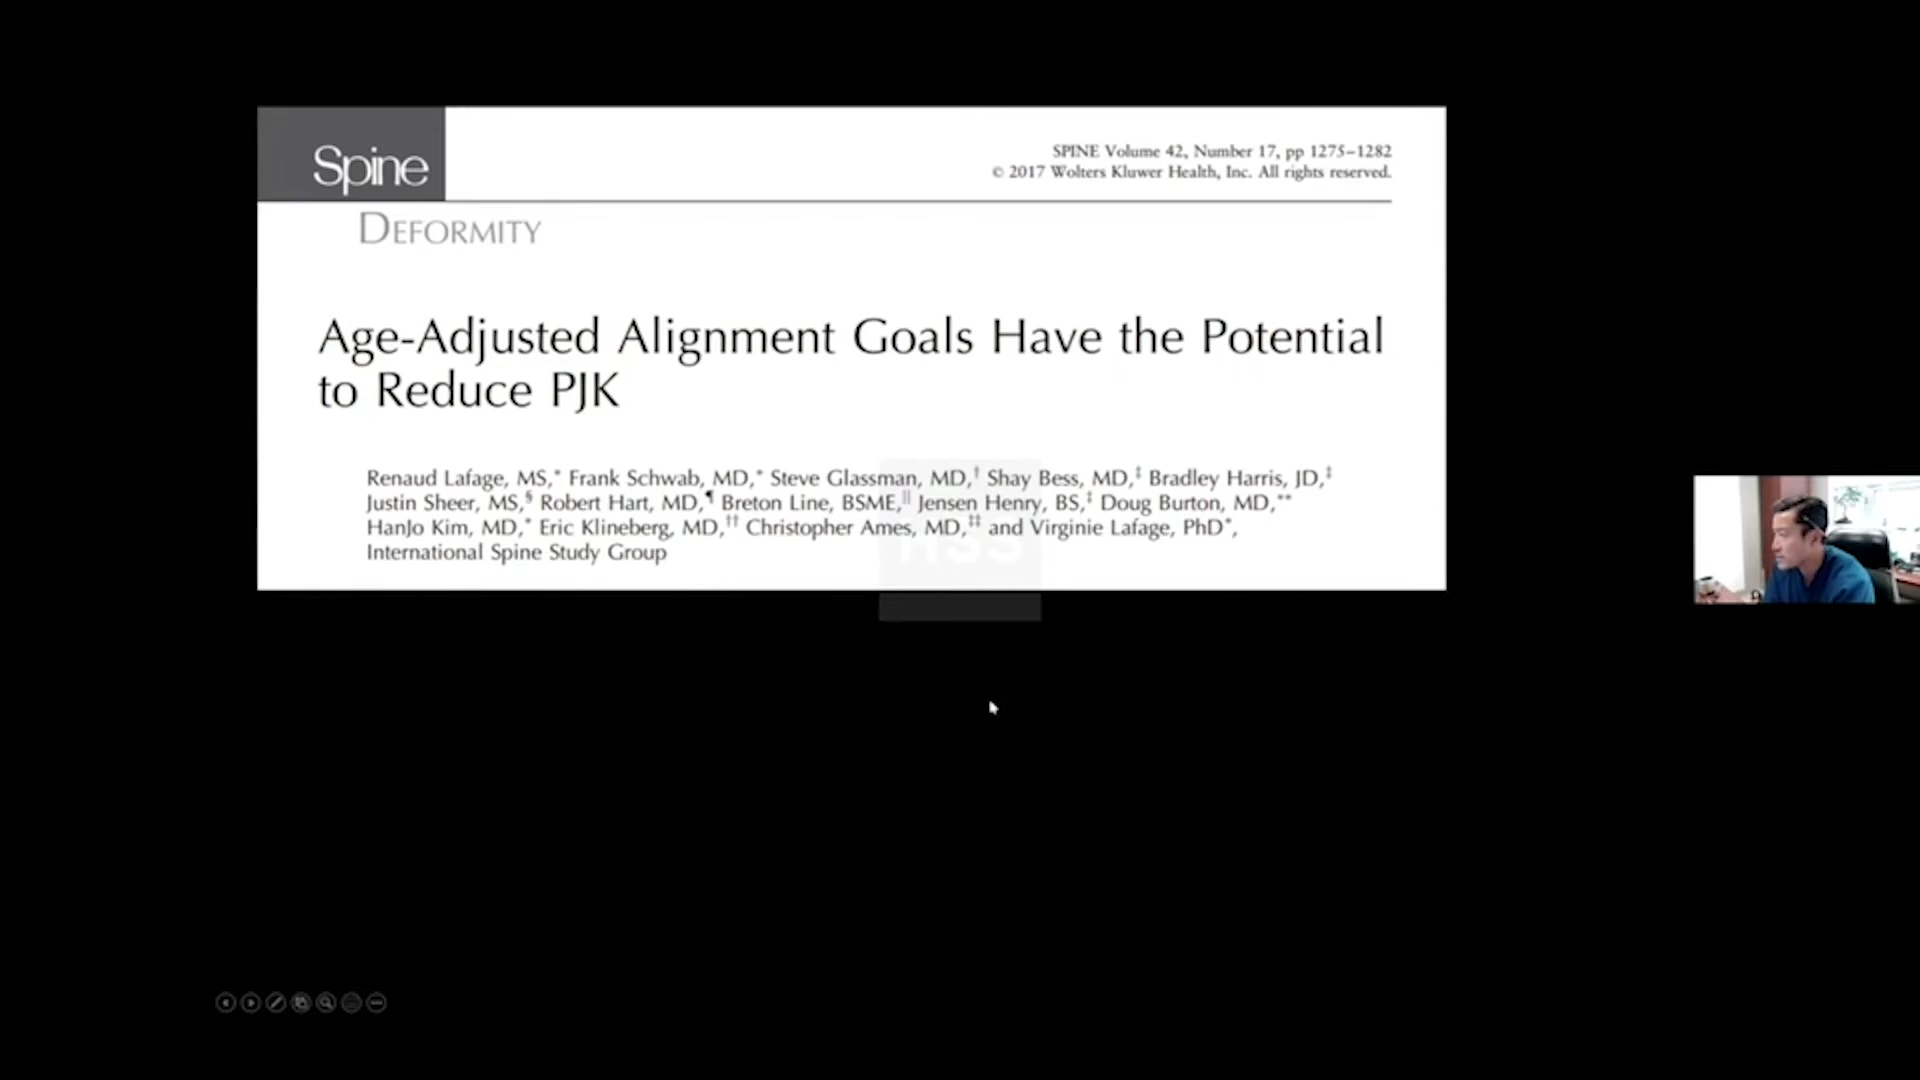 Spine
SPINE Volume 42, Number 17, pp 1275–1282
© 2017 Wolters Kluwer Health, Inc. All rights reserved.
DEFORMITY
Age-Adjusted Alignment Goals Have the Potential
to Reduce PJK
Renaud Lafage, MS,* Frank Schwab, MD,* Steve Glassman, MD,† Shay Bess, MD,‡ Bradley Harris, JD,‡
Justin Sheer, MS,§ Robert Hart, MD,¶ Breton Line, BSME,|| Jensen Henry, BS,‡ Doug Burton, MD,**
HanJo Kim, MD,* Eric Klineberg, MD,†† Christopher Ames, MD,‡‡ and Virginie Lafage, PhD*,
International Spine Study Group
HSS